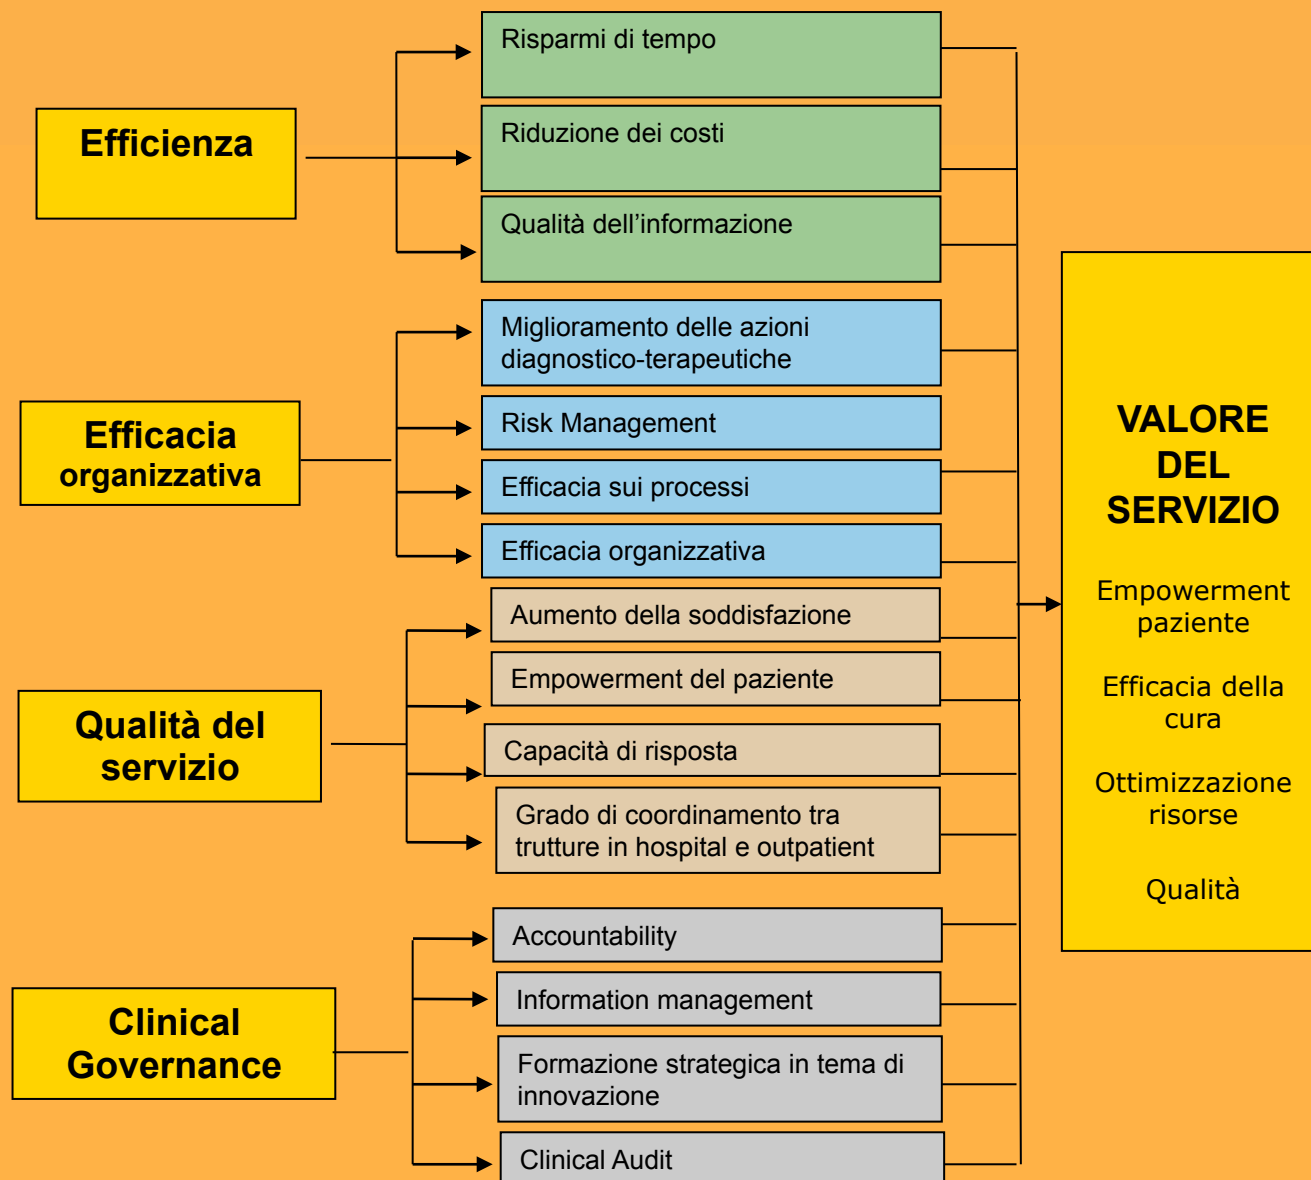 Efficienza
Risparmi di tempo
Riduzione dei costi
Qualità dell’informazione
Efficacia
organizzativa
Miglioramento delle azioni
diagnostico-terapeutiche
Risk Management
Efficacia sui processi
Efficacia organizzativa
Qualità del
servizio
Aumento della soddisfazione
Empowerment del paziente
Capacità di risposta
Grado di coordinamento tra
trutture in hospital e outpatient
Clinical
Governance
Accountability
Information management
Formazione strategica in tema di
innovazione
Clinical Audit
VALORE
DEL
SERVIZIO
Empowerment
paziente
Efficacia della
cura
Ottimizzazione
risorse
Qualità